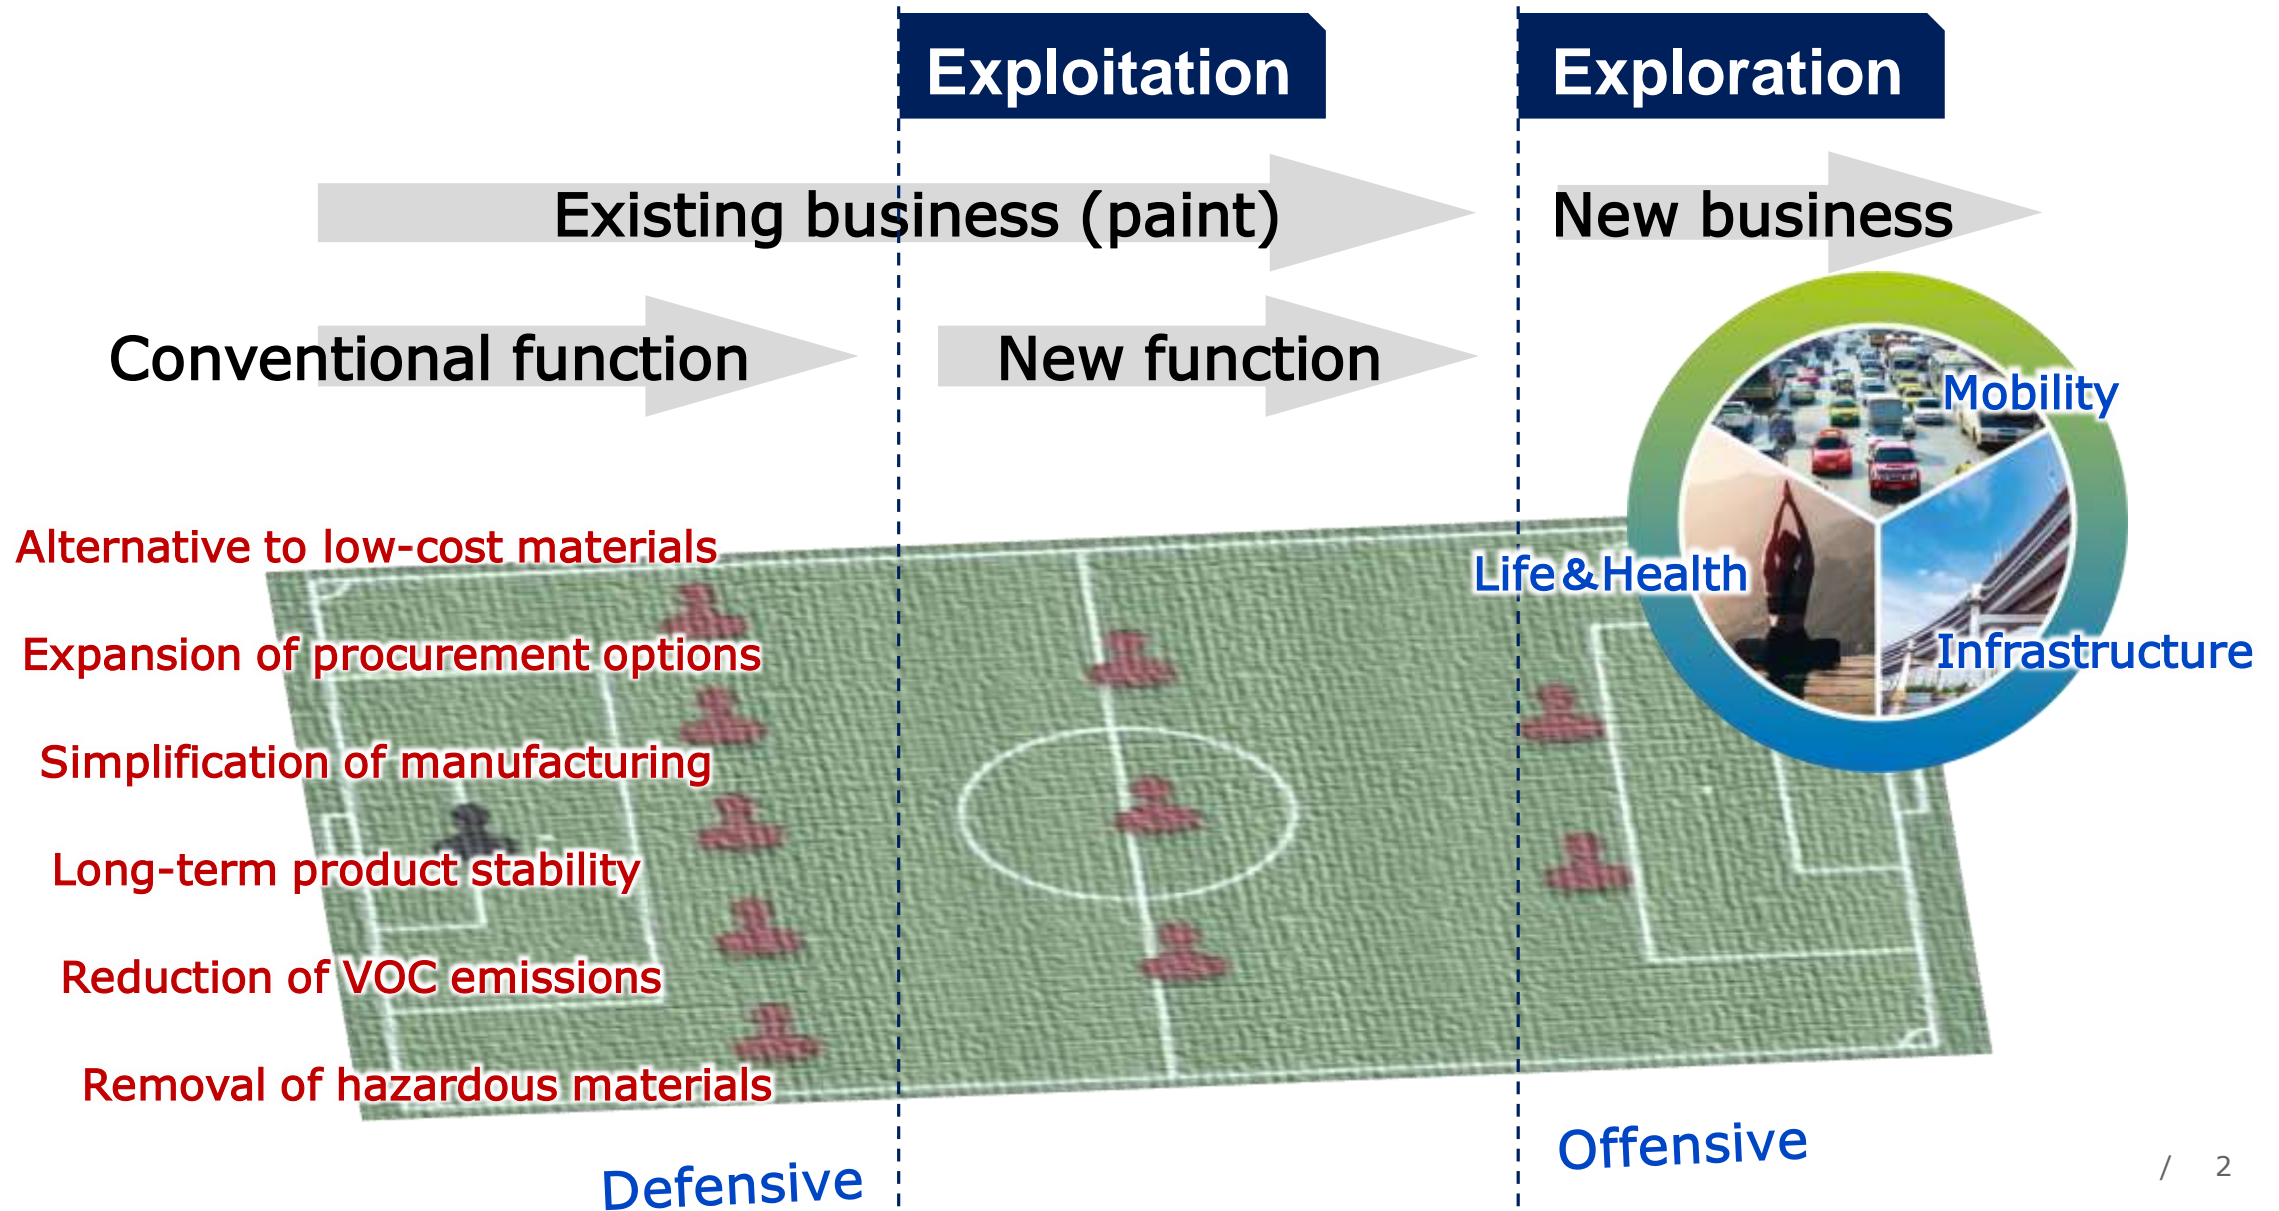 Exploitation
Exploration
Existing business (paint)
New business
Conventional function
New function
Mobility
Life&Health
Infrastructure
Alternative to low-cost materials
Expansion of procurement options
Simplification of manufacturing
Long-term product stability
Reduction of VOC emissions
Removal of hazardous materials
Defensive
Offensive
/ 2